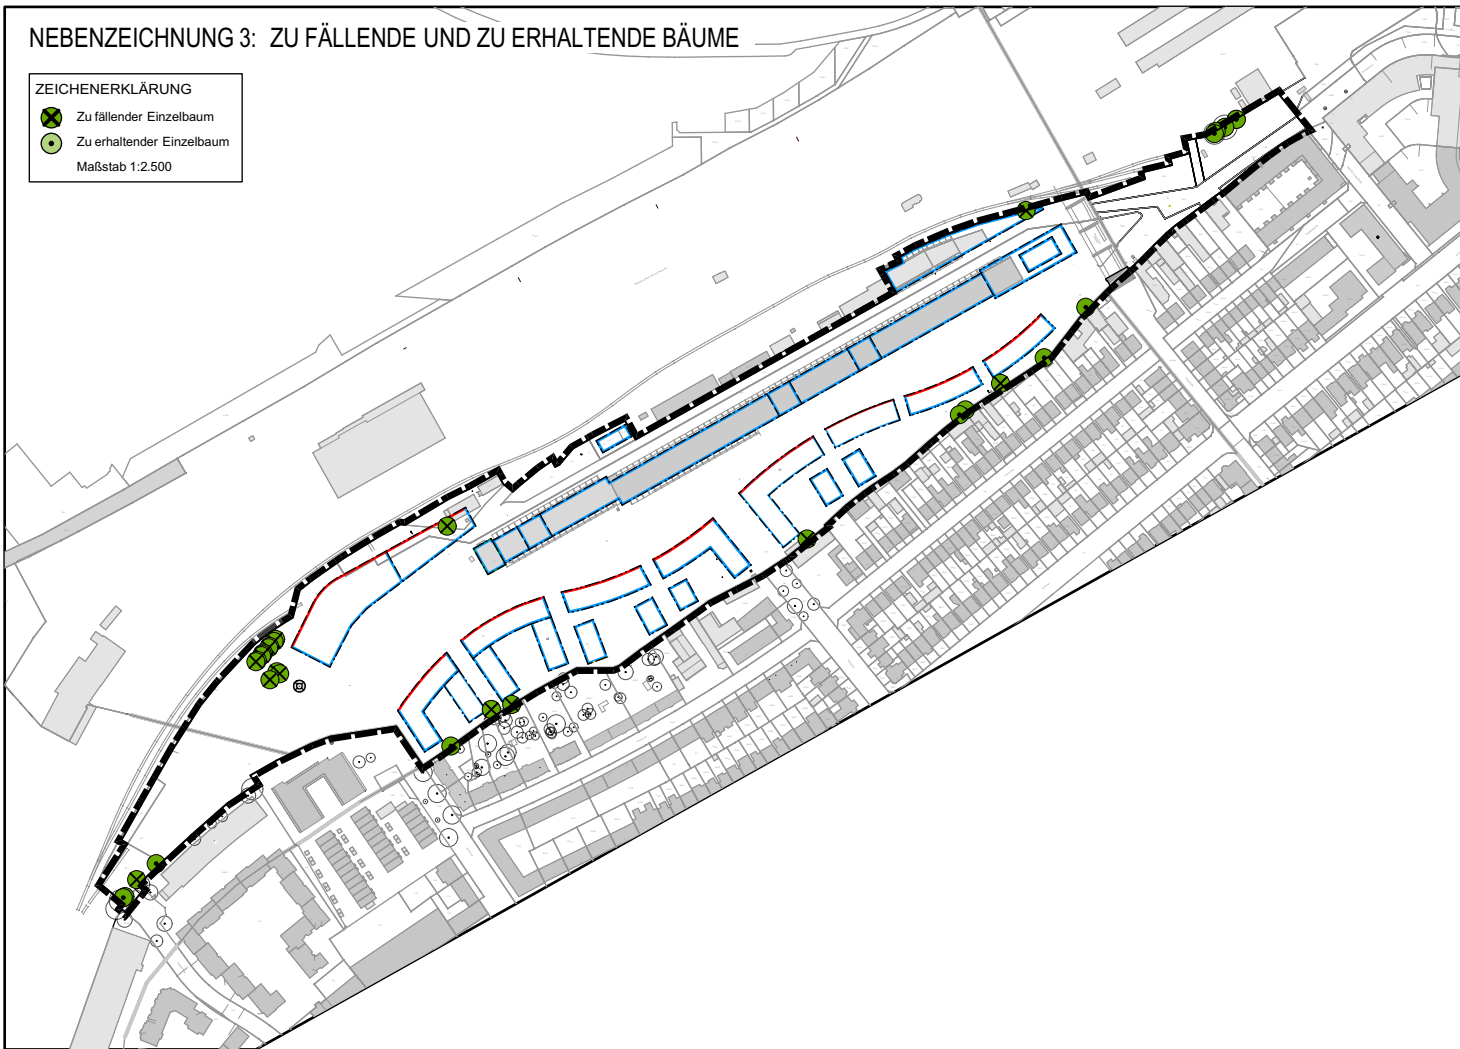 NEBENZEICHNUNG 3: ZU FÄLLENDE UND ZU ERHALTENDE BÄUME
ZEICHENERKLÄRUNG
Zu fällender Einzelbaum
Zu erhaltender Einzelbaum
Maßstab 1:2.500